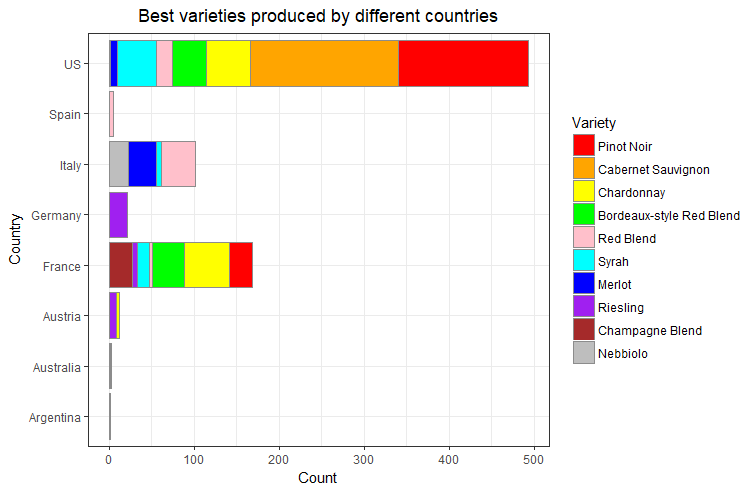 Best varieties produced by different countries
US
Spain
Italy
Germany
France
Austria
Australia
Argentina
Country
0
100
200
300
400
500
Count
Variety
Pinot Noir
Cabernet Sauvignon
Chardonnay
Bordeaux-style Red Blend
Red Blend
Syrah
Merlot
Riesling
Champagne Blend
Nebbiolo